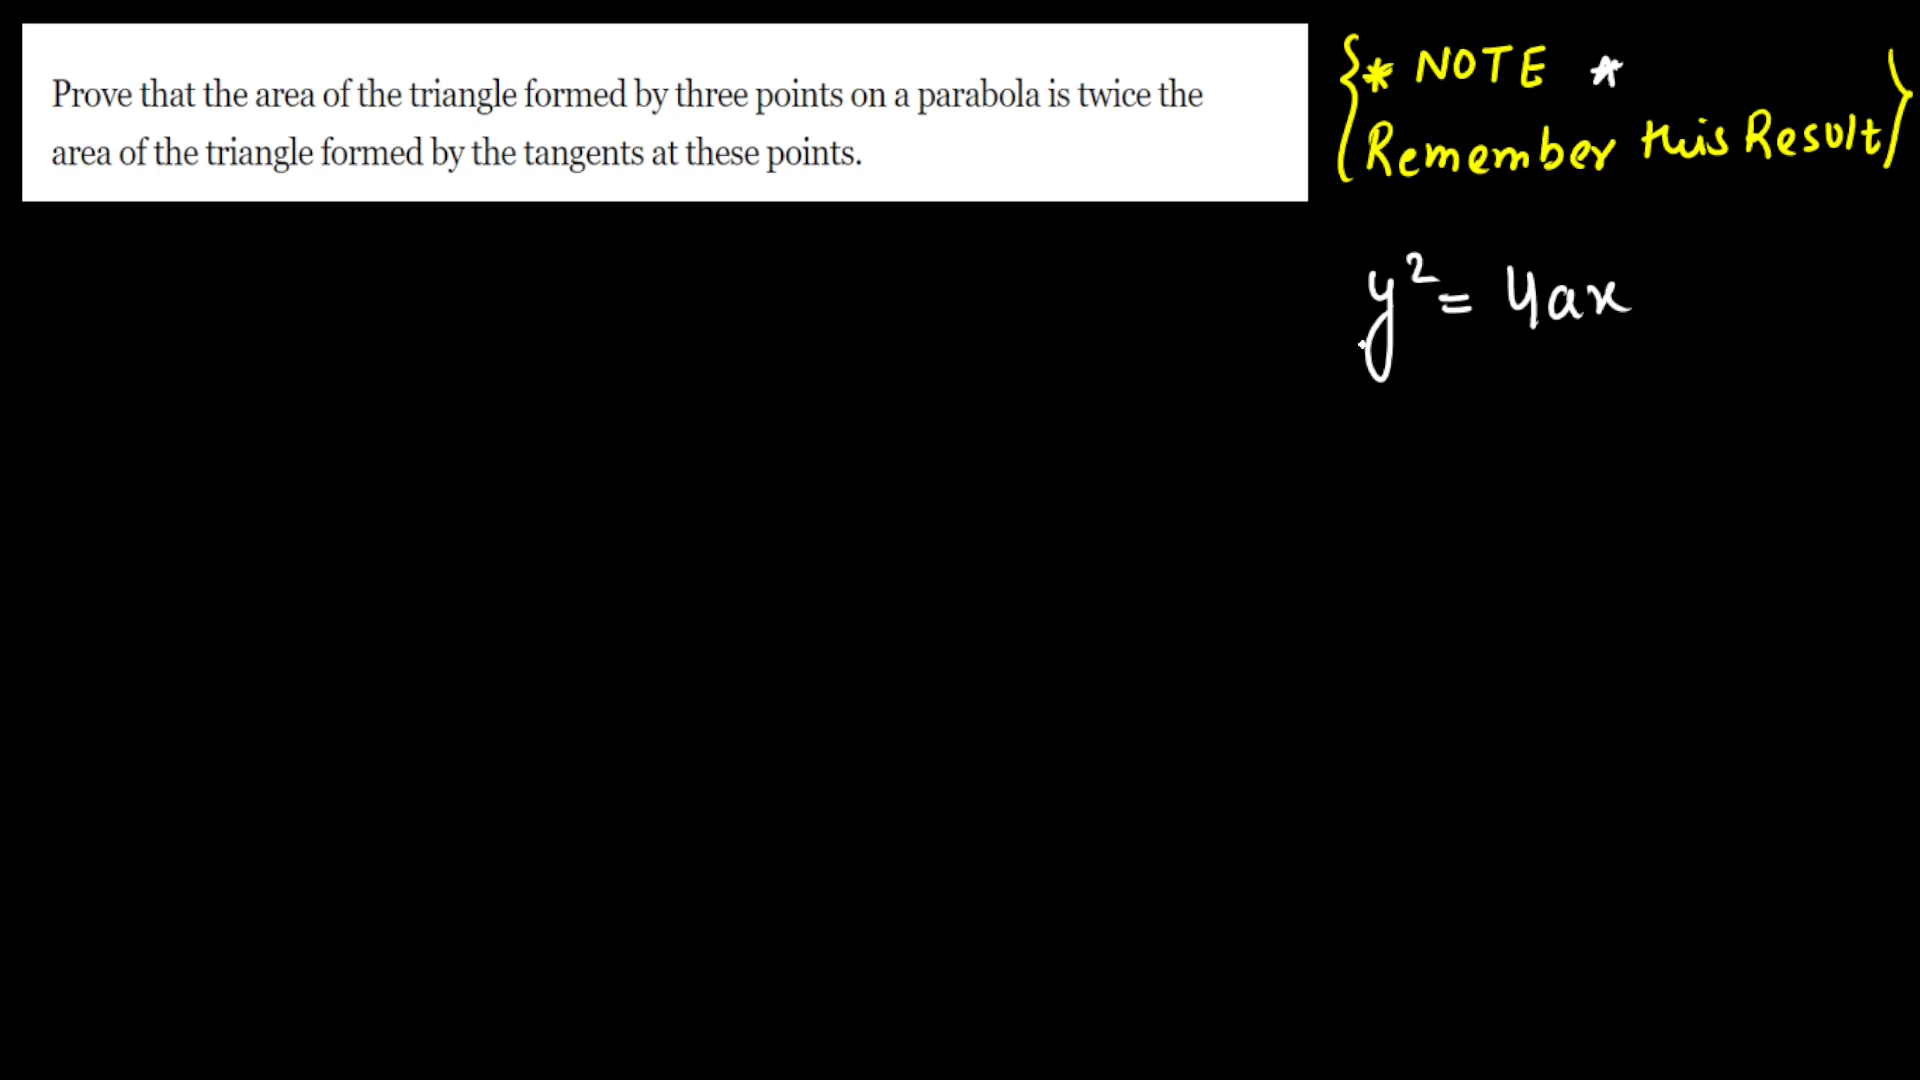 Prove that the area of the triangle formed by three points on a parabola is twice the
area of the triangle formed by the tangents at these points.
{* NOTE *
Remember this Result}
y² = 4ax